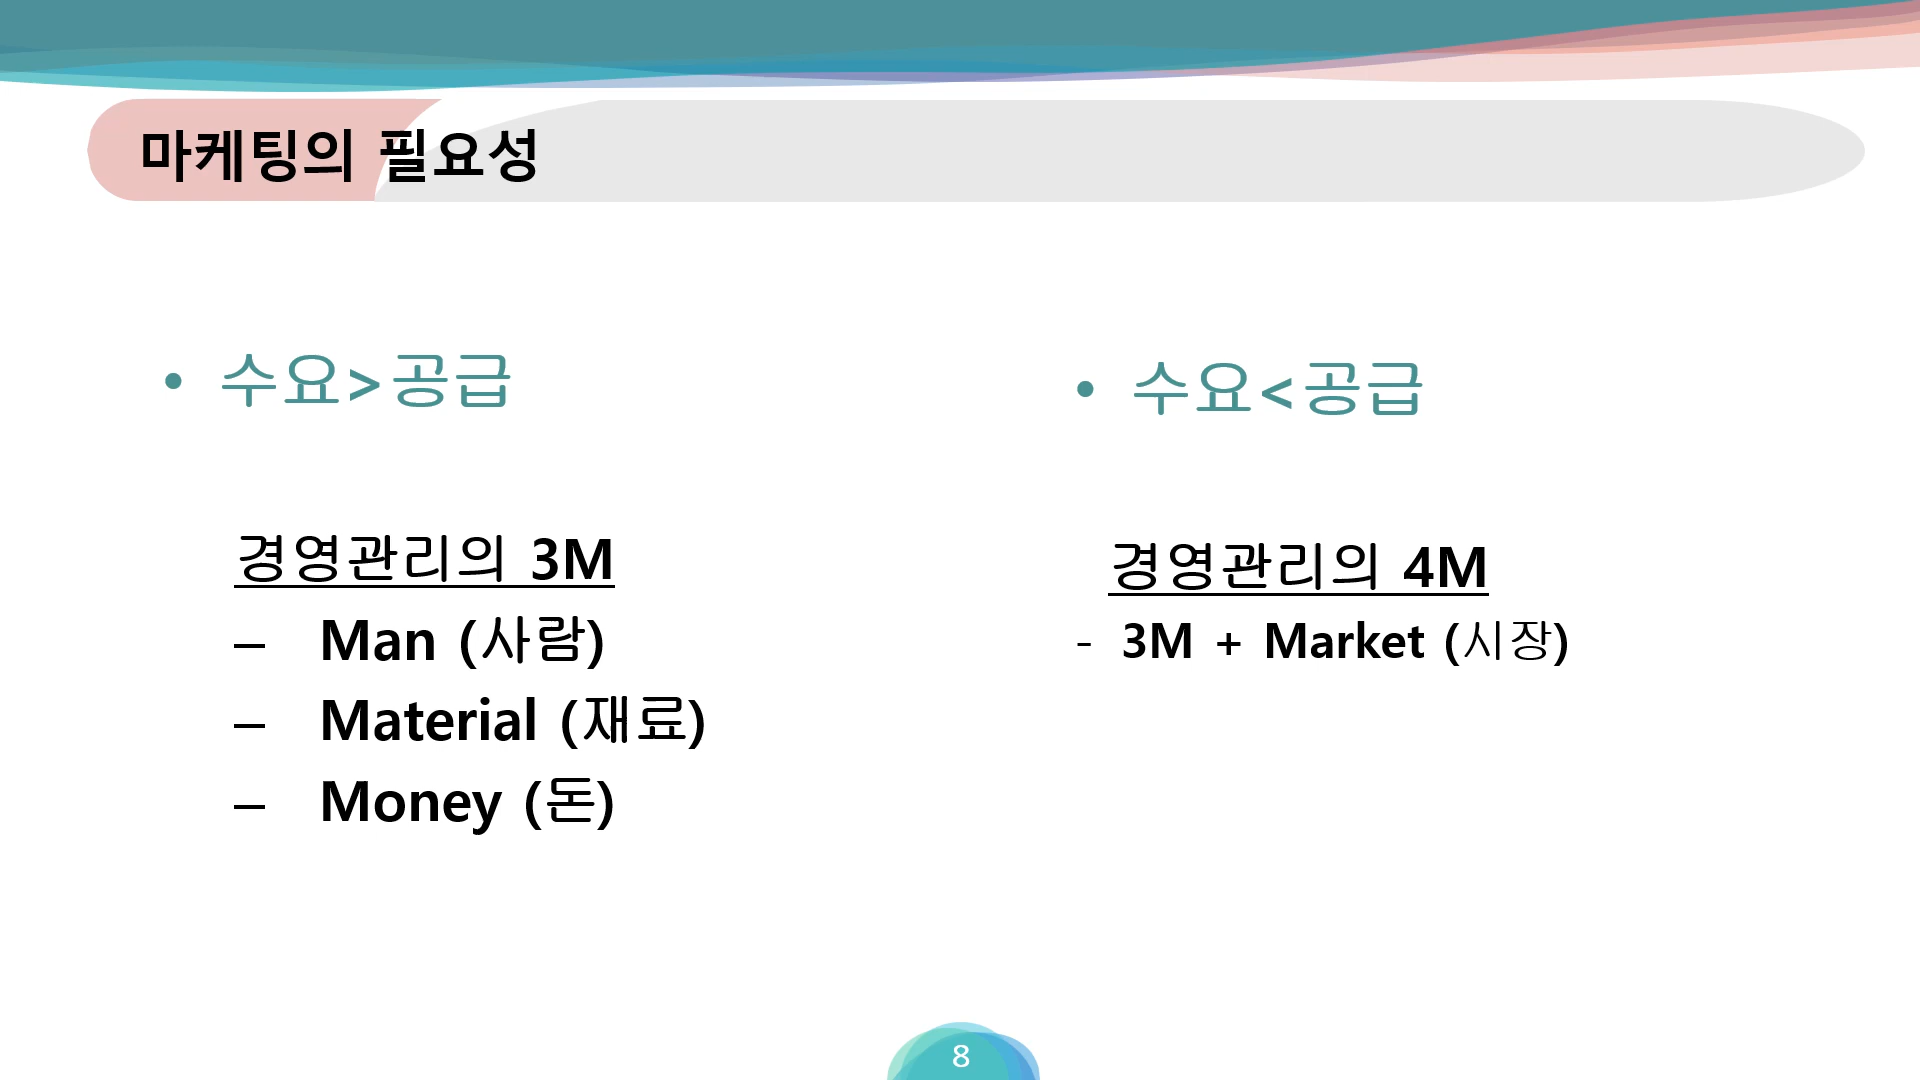 마케팅의 필요성
• 수요>공급
경영관리의 3M
– Man (사람)
– Material (재료)
– Money (돈)
• 수요<공급
경영관리의 4M
- 3M + Market (시장)
8